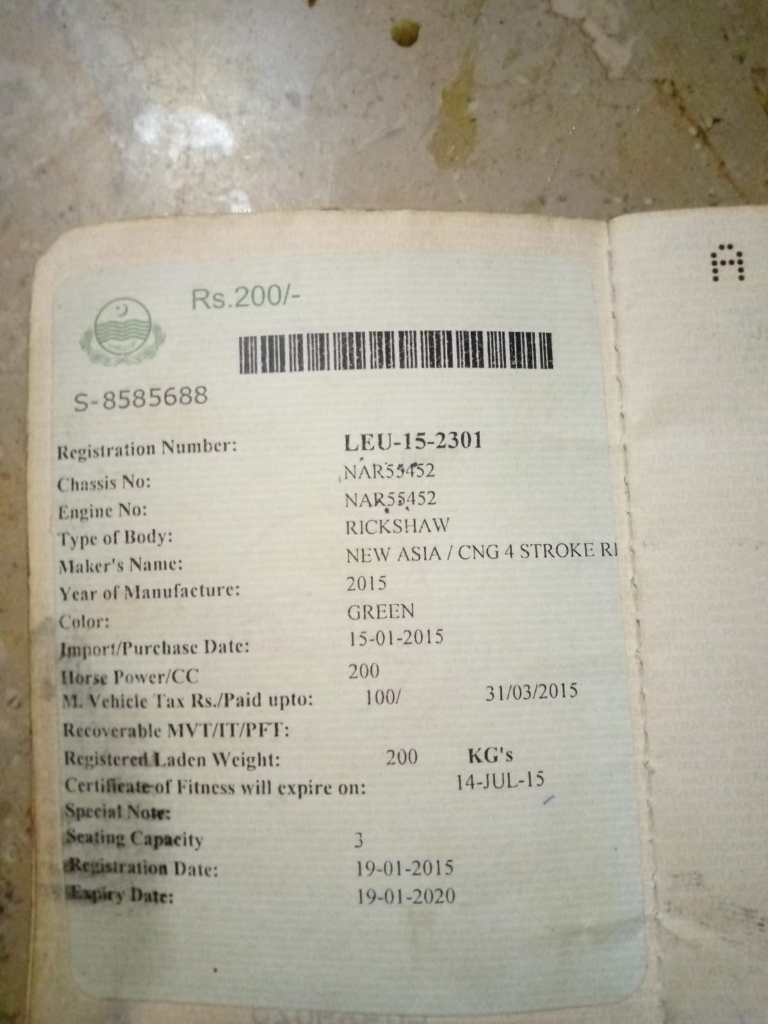 Rs.200/-
A
S-8585688
Registration Number: LEU-15-2301
Chassis No: NAR55452
Engine No: NAR55452
Type of Body: RICKSHAW
Maker's Name: NEW ASIA / CNG 4 STROKE RI
Year of Manufacture: 2015
Color: GREEN
Import/Purchase Date: 15-01-2015
Horse Power/CC 200
M. Vehicle Tax Rs./Paid upto: 100/ 31/03/2015
Recoverable MVT/IT/PFT:
Registered Laden Weight: 200 KG's
Certificate of Fitness will expire on: 14-JUL-15
Special Note:
Seating Capacity 3
Registration Date: 19-01-2015
Expiry Date: 19-01-2020